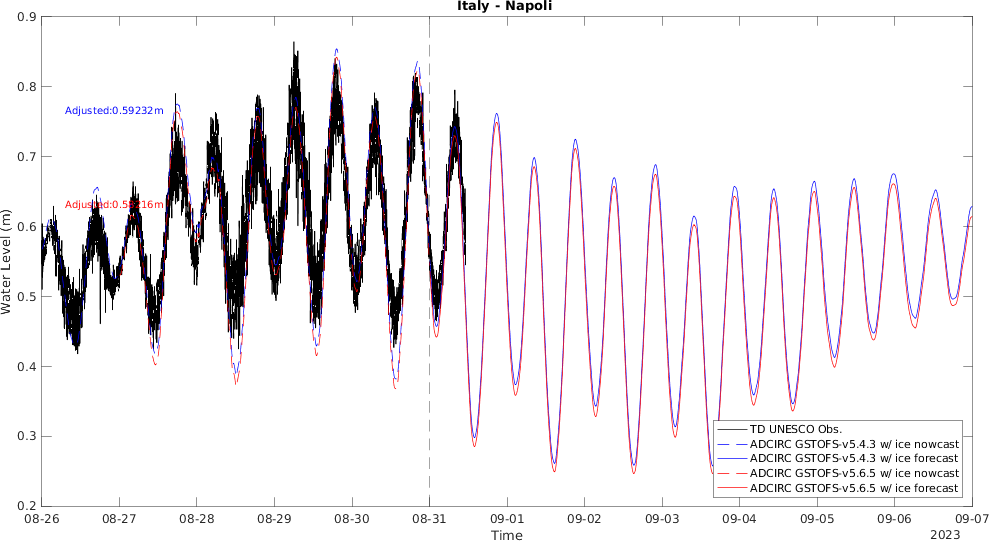 Italy - Napoli
Water Level (m)
0.9
0.8
0.7
0.6
0.5
0.4
0.3
0.2
Adjusted:0.59232m
Adjusted:0.58216m
TD UNESCO Obs.
ADCIRC GSTOFS-v5.4.3 w/ ice nowcast
ADCIRC GSTOFS-v5.4.3 w/ ice forecast
ADCIRC GSTOFS-v5.6.5 w/ ice nowcast
ADCIRC GSTOFS-v5.6.5 w/ ice forecast
08-26 08-27 08-28 08-29 08-30 08-31 09-01 09-02 09-03 09-04 09-05 09-06 09-07
Time
2023